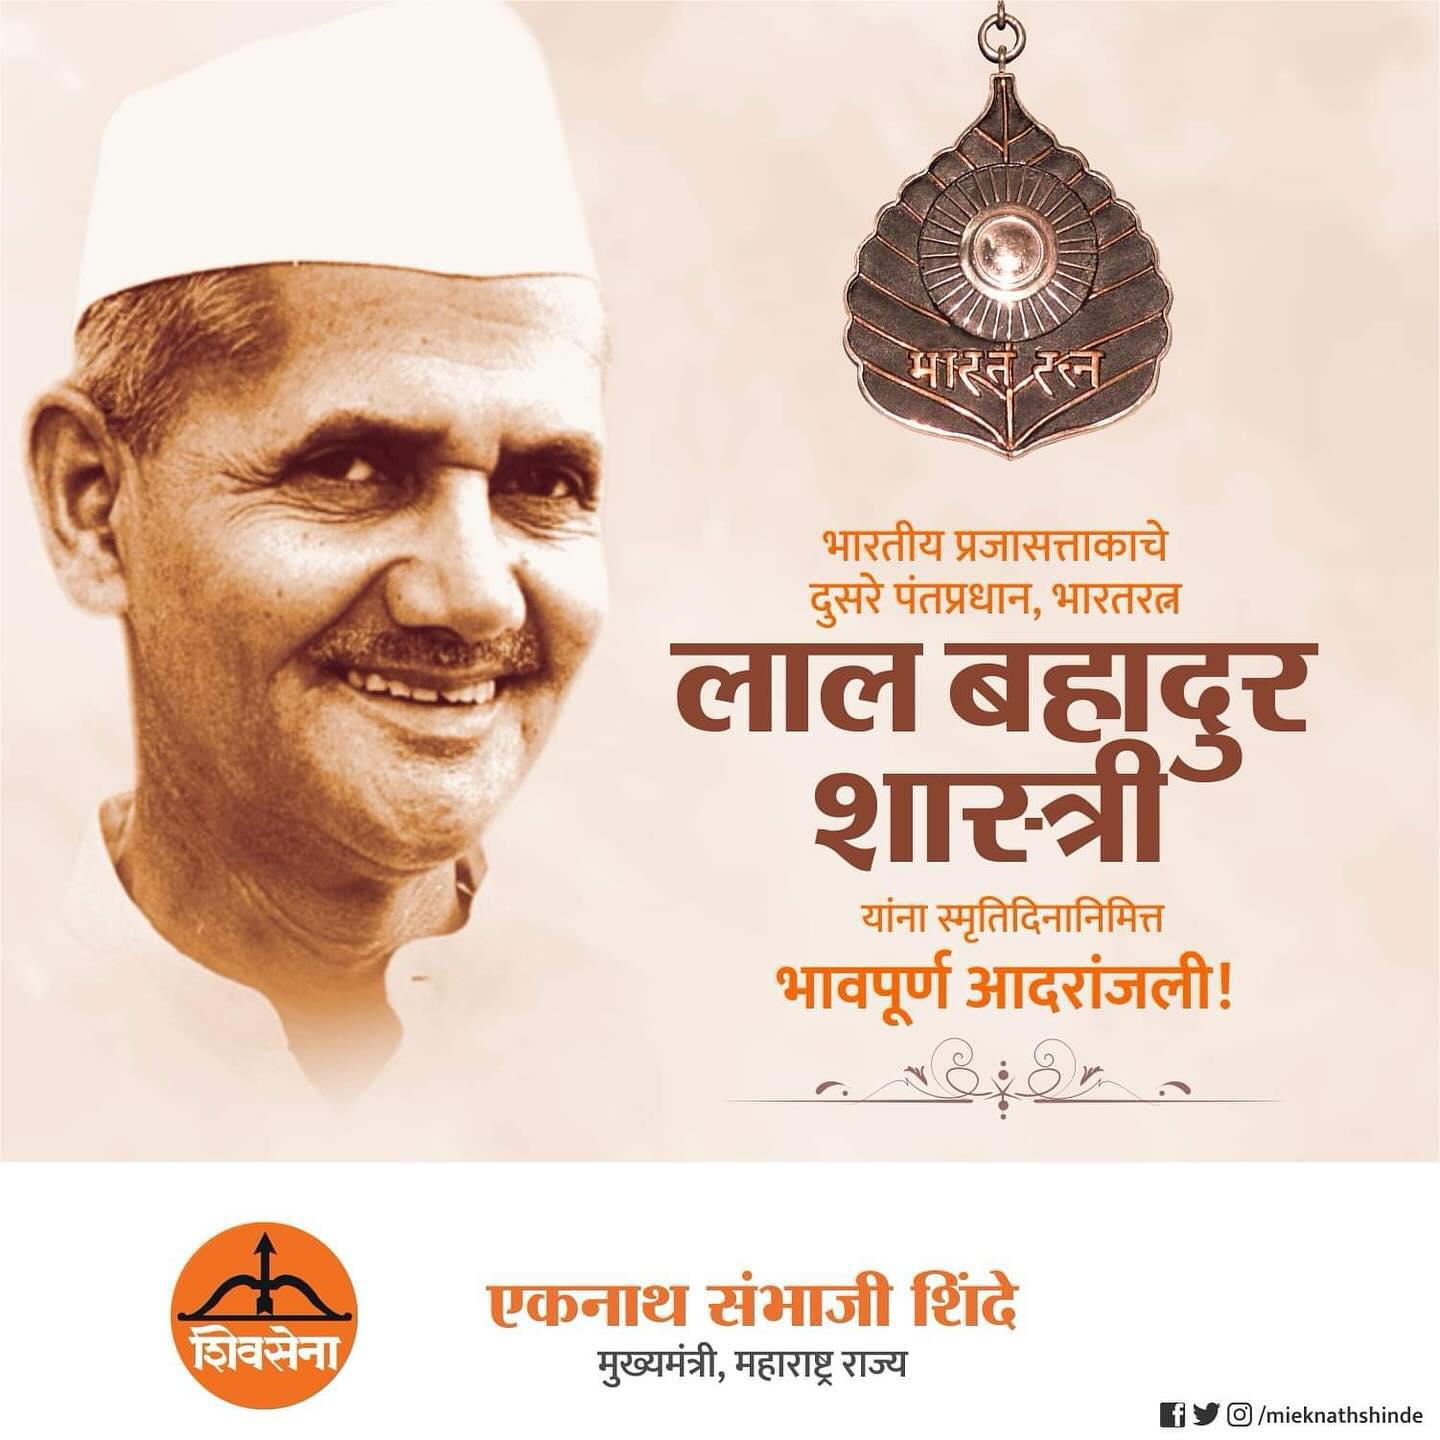 भारत रत्न
भारतीय प्रजासत्ताकाचे
दुसरे पंतप्रधान, भारतरत्न
लाल बहादुर
शास्त्री
यांना स्मृतिदिनानिमित्त
भावपूर्ण आदरांजली!
शिवसेना
एकनाथ संभाजी शिंदे
मुख्यमंत्री, महाराष्ट्र राज्य
/mieknathshinde